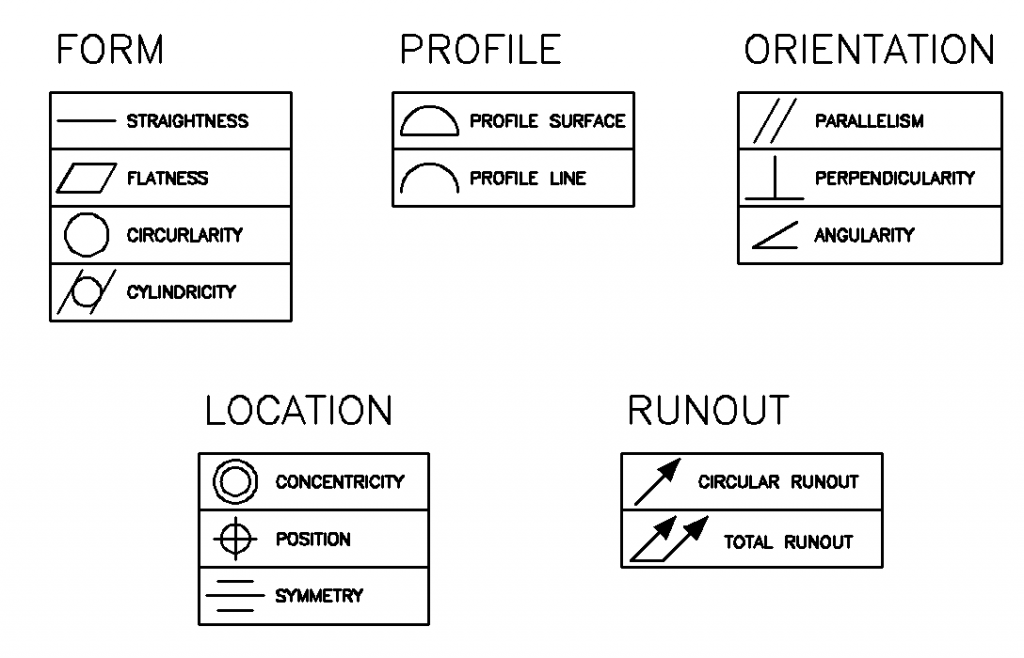 FORM
STRAIGHTNESS
FLATNESS
CIRCURLARITY
CYLINDRICITY
PROFILE
PROFILE SURFACE
PROFILE LINE
ORIENTATION
PARALLELISM
PERPENDICULARITY
ANGULARITY
LOCATION
CONCENTRICITY
POSITION
SYMMETRY
RUNOUT
CIRCULAR RUNOUT
TOTAL RUNOUT